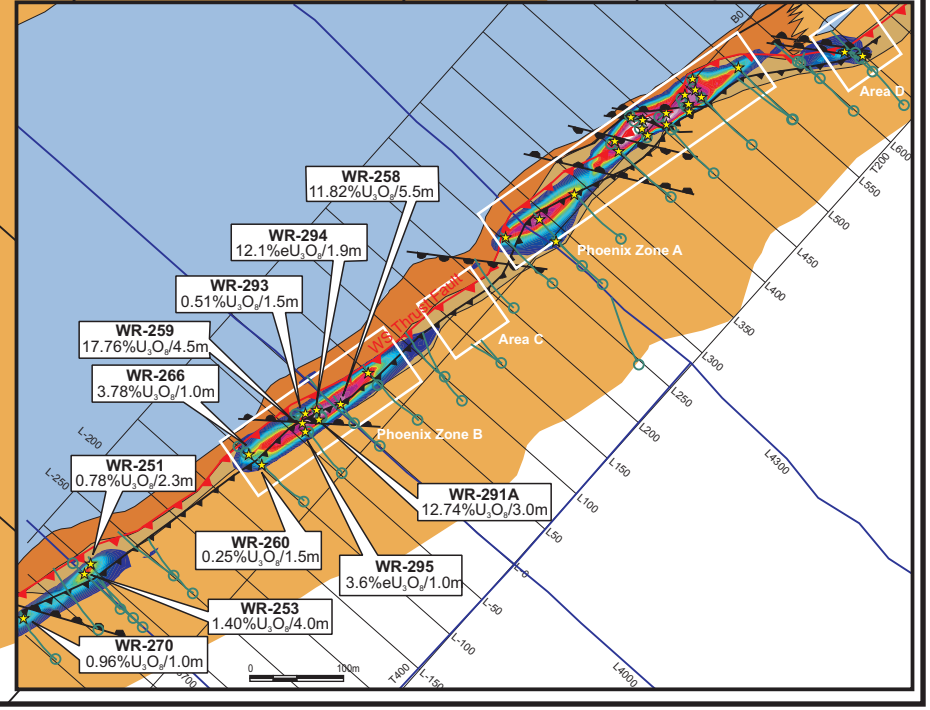 B0
Area D
L600
T200
L550
L500
L450
L400
L350
L300
L250
L200
L150
L100
L50
L-0
L-50
L-100
L-150
T400
L4300
L4000
Phoenix Zone A
WS Thrust Fault
Area C
Phoenix Zone B
WR-258
11.82%U₃O₈/5.5m
WR-294
12.1%eU₃O₈/1.9m
WR-293
0.51%U₃O₈/1.5m
WR-259
17.76%U₃O₈/4.5m
WR-266
3.78%U₃O₈/1.0m
L-200
L-250
WR-251
0.78%U₃O₈/2.3m
WR-291A
12.74%U₃O₈/3.0m
WR-260
0.25%U₃O₈/1.5m
WR-295
3.6%eU₃O₈/1.0m
WR-253
1.40%U₃O₈/4.0m
WR-270
0.96%U₃O₈/1.0m
0 100m